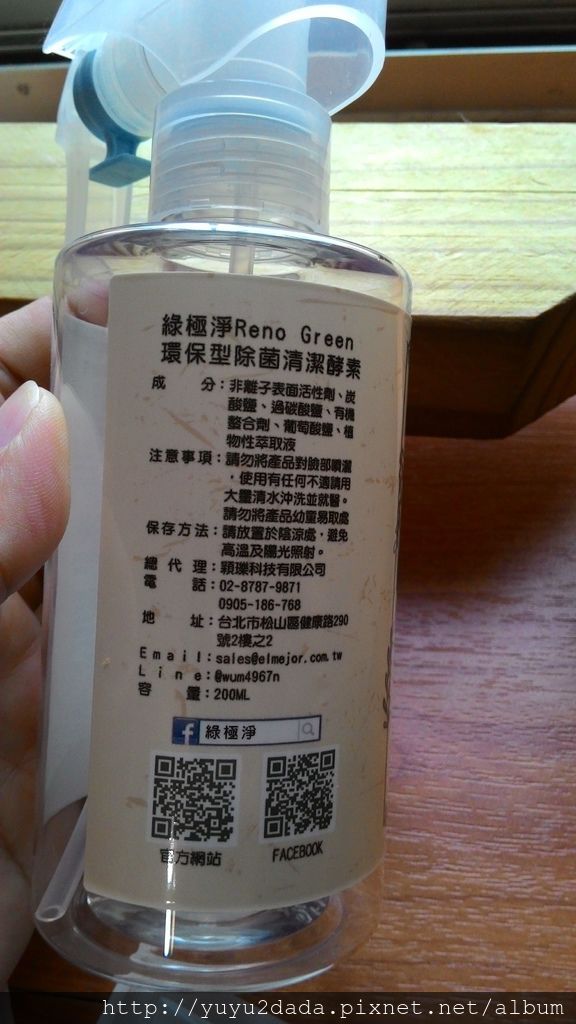 綠極淨Reno Green
環保型除菌清潔酵素
成分：非離子表面活性劑、炭
酸鹽、過碳酸鹽、有機
螯合劑、葡萄酸鹽、植
物性萃取液
注意事項：請勿將產品對臉部噴灑
，使用有任何不適請用
大量清水沖洗並就醫。
請勿將產品幼童易取處
保存方法：請放置於陰涼處，避免
高溫及陽光照射。
總代理：穎瓅科技有限公司
電話：02-8787-9871
0905-186-768
地址：台北市松山區健康路290
號2樓之2
Email：sales@elmejor.com.tw
Line：@wum4967n
容量：200ML
f 綠極淨
官方網站
FACEBOOK
http://yuyu2dada.pixnet.net/album